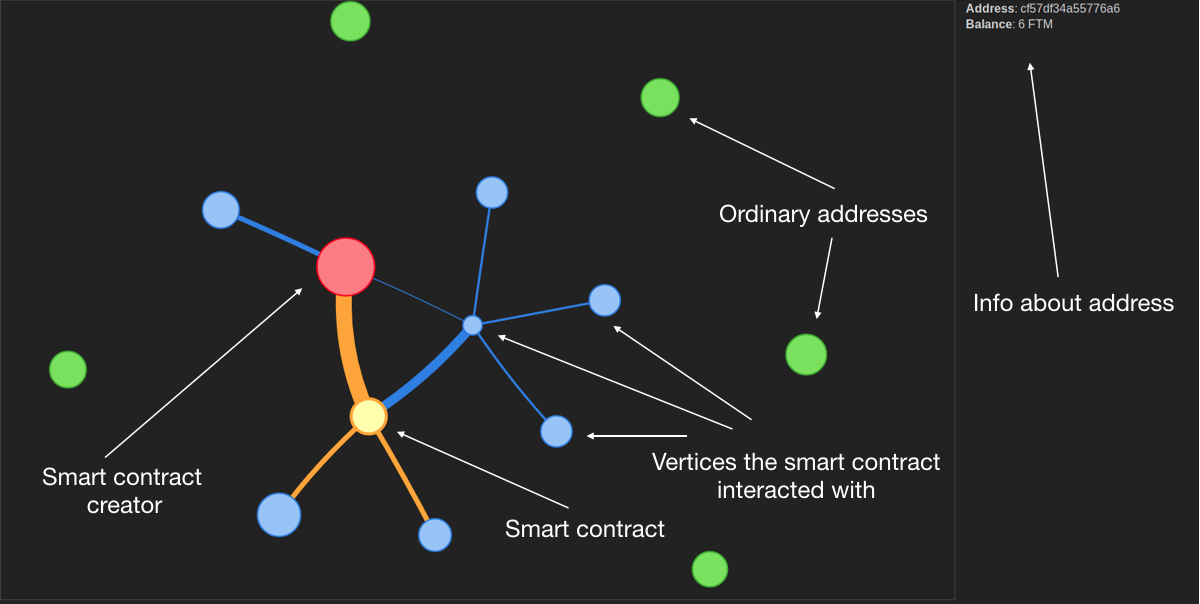 Address: cf57df34a55776a6
Balance: 6 FTM
Ordinary addresses
Info about address
Smart contract
creator
Vertices the smart contract
interacted with
Smart contract